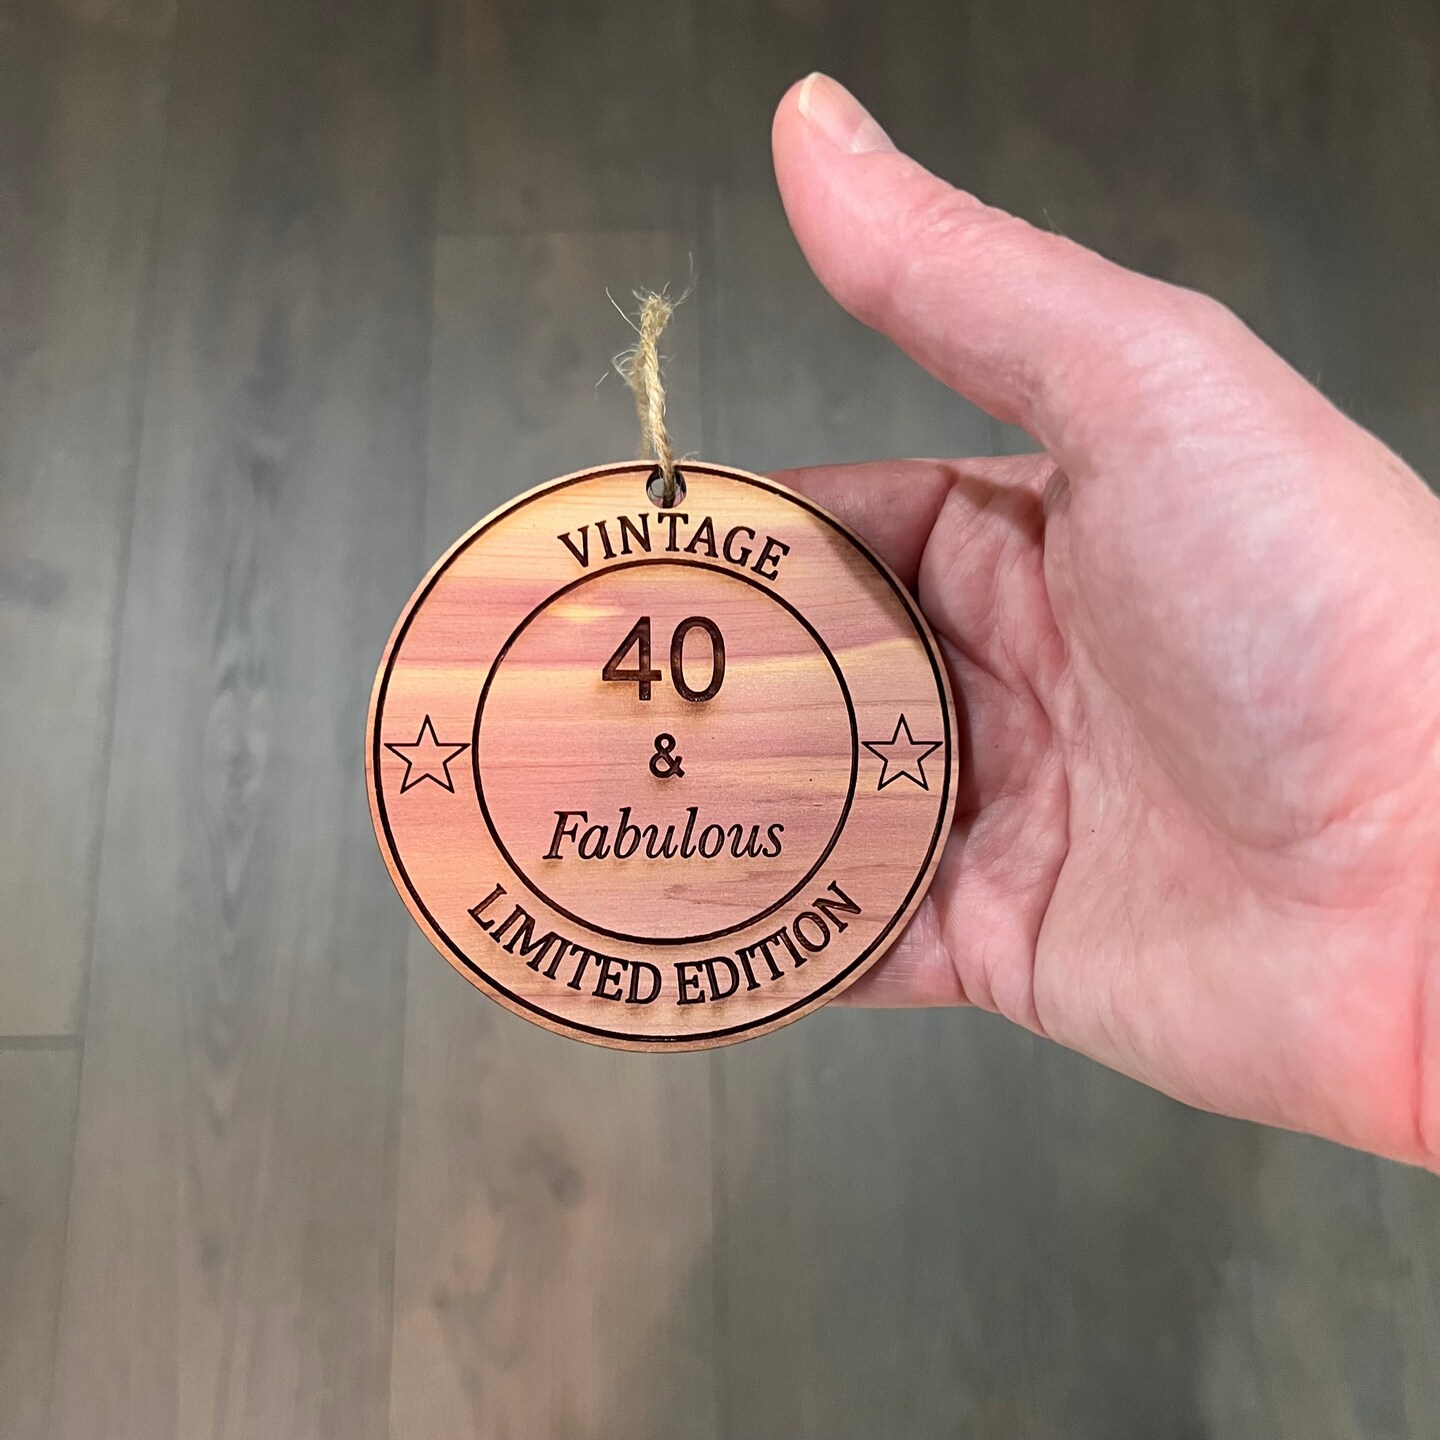 VINTAGE
40
&
Fabulous
LIMITED EDITION